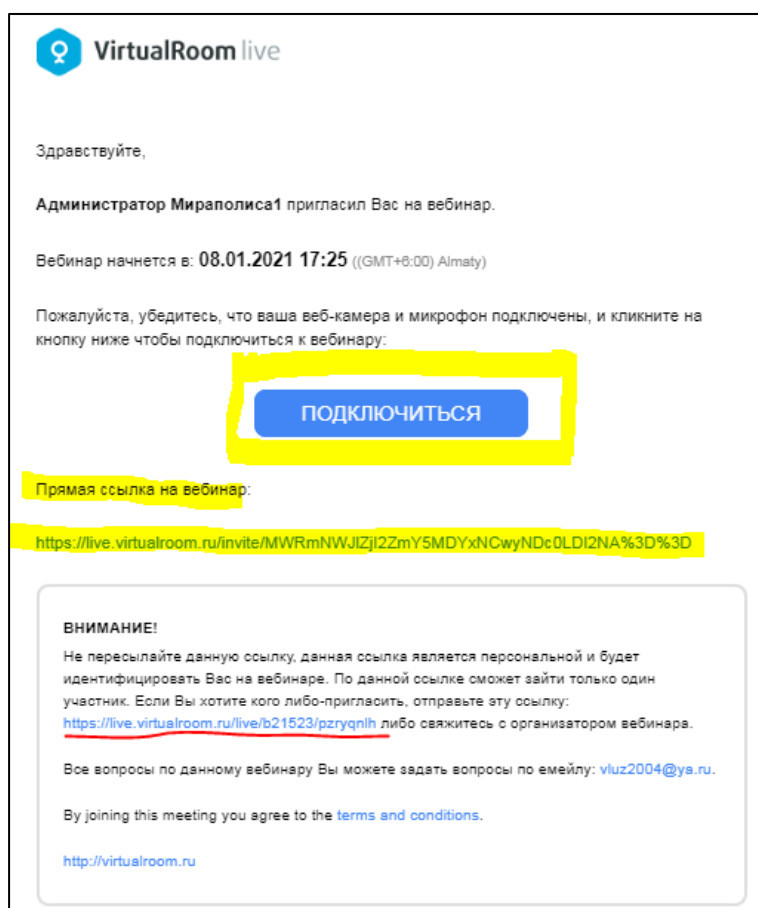 VirtualRoom live
Здравствуйте,
Администратор Мираполиса1 пригласил Вас на вебинар.
Вебинар начнется в: 08.01.2021 17:25 ((GMT+6:00) Almaty)
Пожалуйста, убедитесь, что ваша веб-камера и микрофон подключены, и кликните на
кнопку ниже чтобы подключиться к вебинару:
ПОДКЛЮЧИТЬСЯ
Прямая ссылка на вебинар:
https://live.virtualroom.ru/invite/MWRmNWJlZjI2ZmY5MDYxNCwyNDc0LDI2NA%3D%3D
ВНИМАНИЕ!
Не пересылайте данную ссылку, данная ссылка является персональной и будет
идентифицировать Вас на вебинаре. По данной ссылке сможет зайти только один
участник. Если Вы хотите кого либо-пригласить, отправьте эту ссылку:
https://live.virtualroom.ru/live/b21523/pzryqnlh либо свяжитесь с организатором вебинара.
Все вопросы по данному вебинару Вы можете задать вопросы по емейлу: vluz2004@ya.ru.
By joining this meeting you agree to the terms and conditions.
http://virtualroom.ru